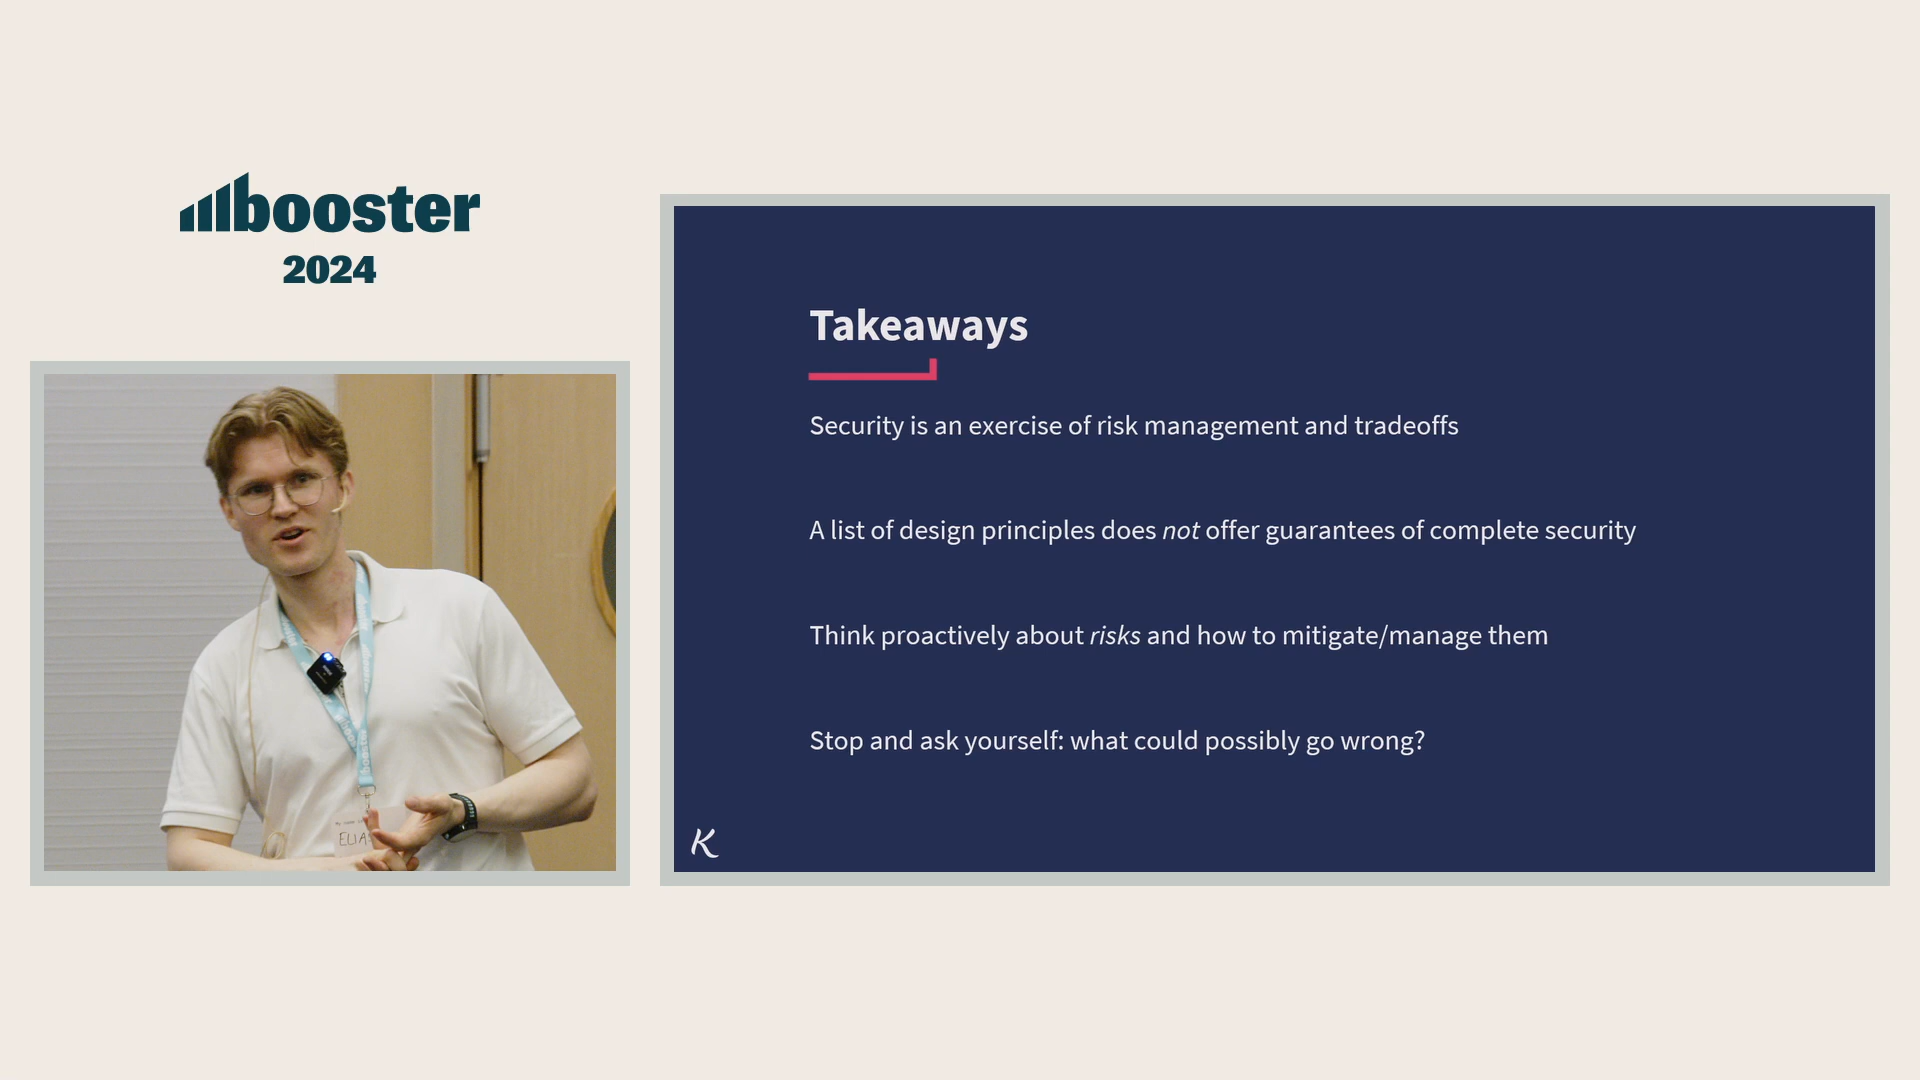 booster
2024
Takeaways
Security is an exercise of risk management and tradeoffs
A list of design principles does not offer guarantees of complete security
Think proactively about risks and how to mitigate/manage them
Stop and ask yourself: what could possibly go wrong?
K
booster
ELIAS